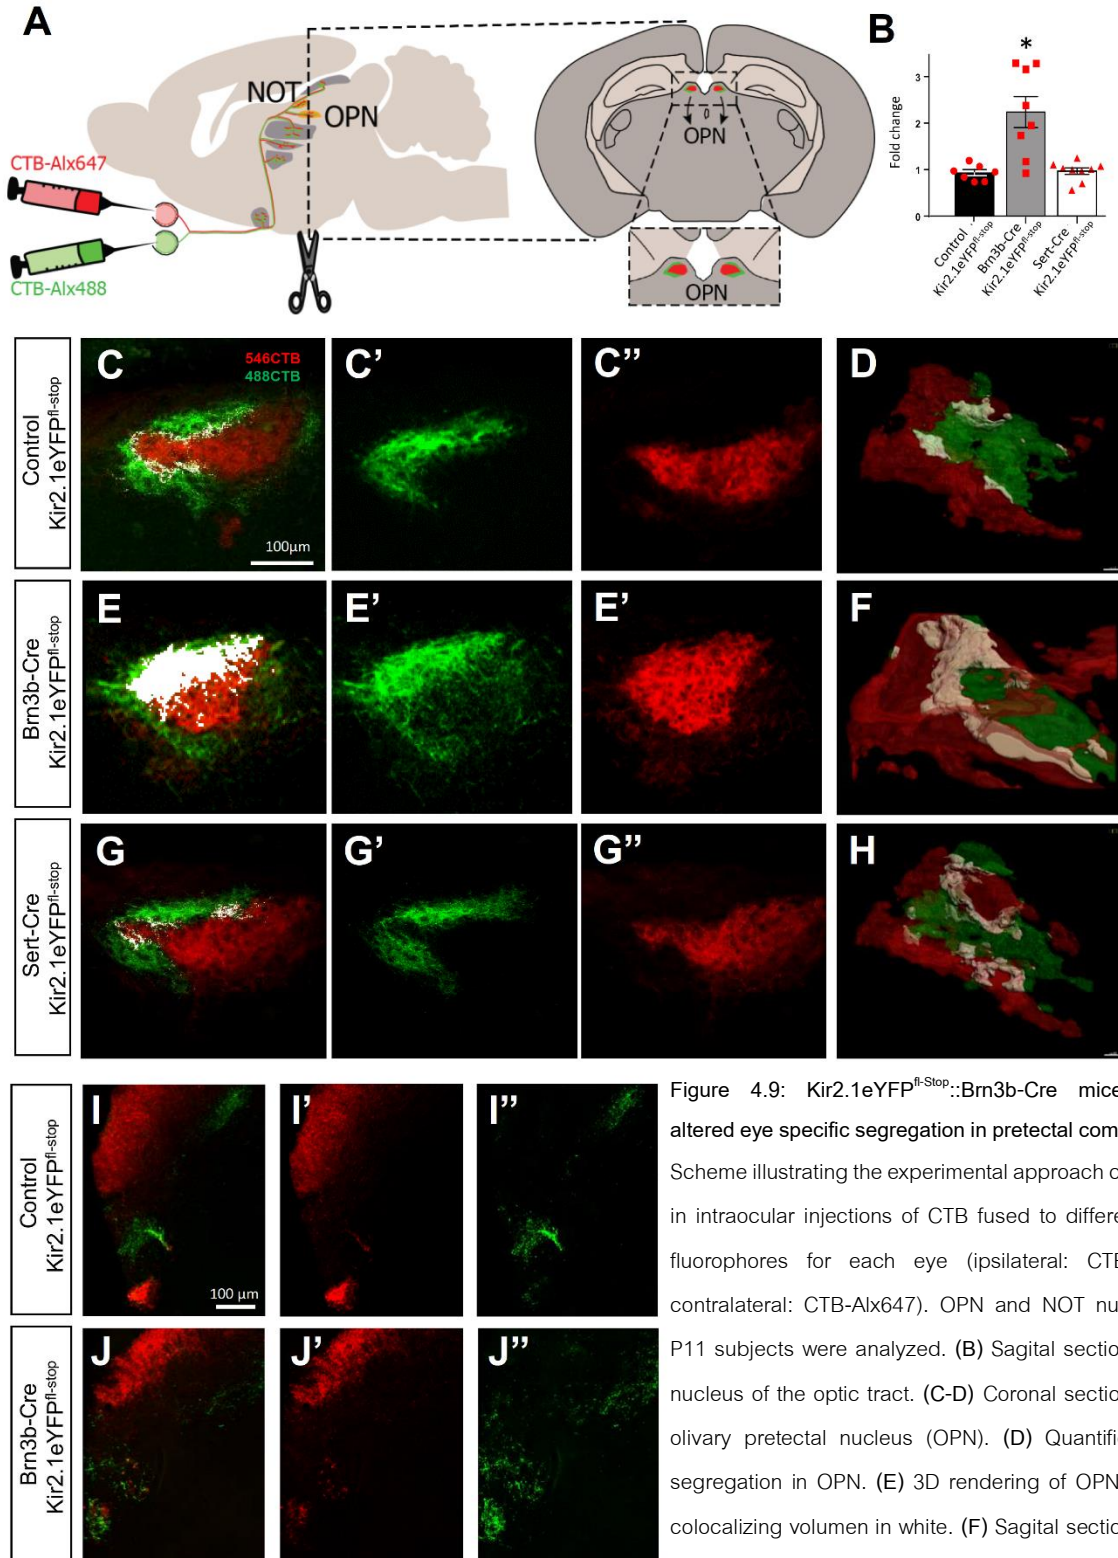 A
NOT
OPN
CTB-Alx647
CTB-Alx488
OPN
OPN
B
*
Fold change
3
2
1
0
Control
Kir2.1eYFPfl-stop
Brn3b-Cre
Kir2.1eYFPfl-stop
Sert-Cre
Kir2.1eYFPfl-stop
Control
Kir2.1eYFPfl-stop
C
546CTB
488CTB
100µm
C’
C”
D
Brn3b-Cre
Kir2.1eYFPfl-stop
E
E’
E’
F
Sert-Cre
Kir2.1eYFPfl-stop
G
G’
G”
H
Control
Kir2.1eYFPfl-stop
I
100 µm
I’
I”
Brn3b-Cre
Kir2.1eYFPfl-stop
J
J’
J”
Figure 4.9: Kir2.1eYFPfl-Stop::Brn3b-Cre mice
altered eye specific segregation in pretectal com
Scheme illustrating the experimental approach
in intraocular injections of CTB fused to differe
fluorophores for each eye (ipsilateral: CTB
contralateral: CTB-Alx647). OPN and NOT nu
P11 subjects were analyzed. (B) Sagital sectio
nucleus of the optic tract. (C-D) Coronal sectio
olivary pretectal nucleus (OPN). (D) Quantifi
segregation in OPN. (E) 3D rendering of OPN
colocalizing volumen in white. (F) Sagital sectio